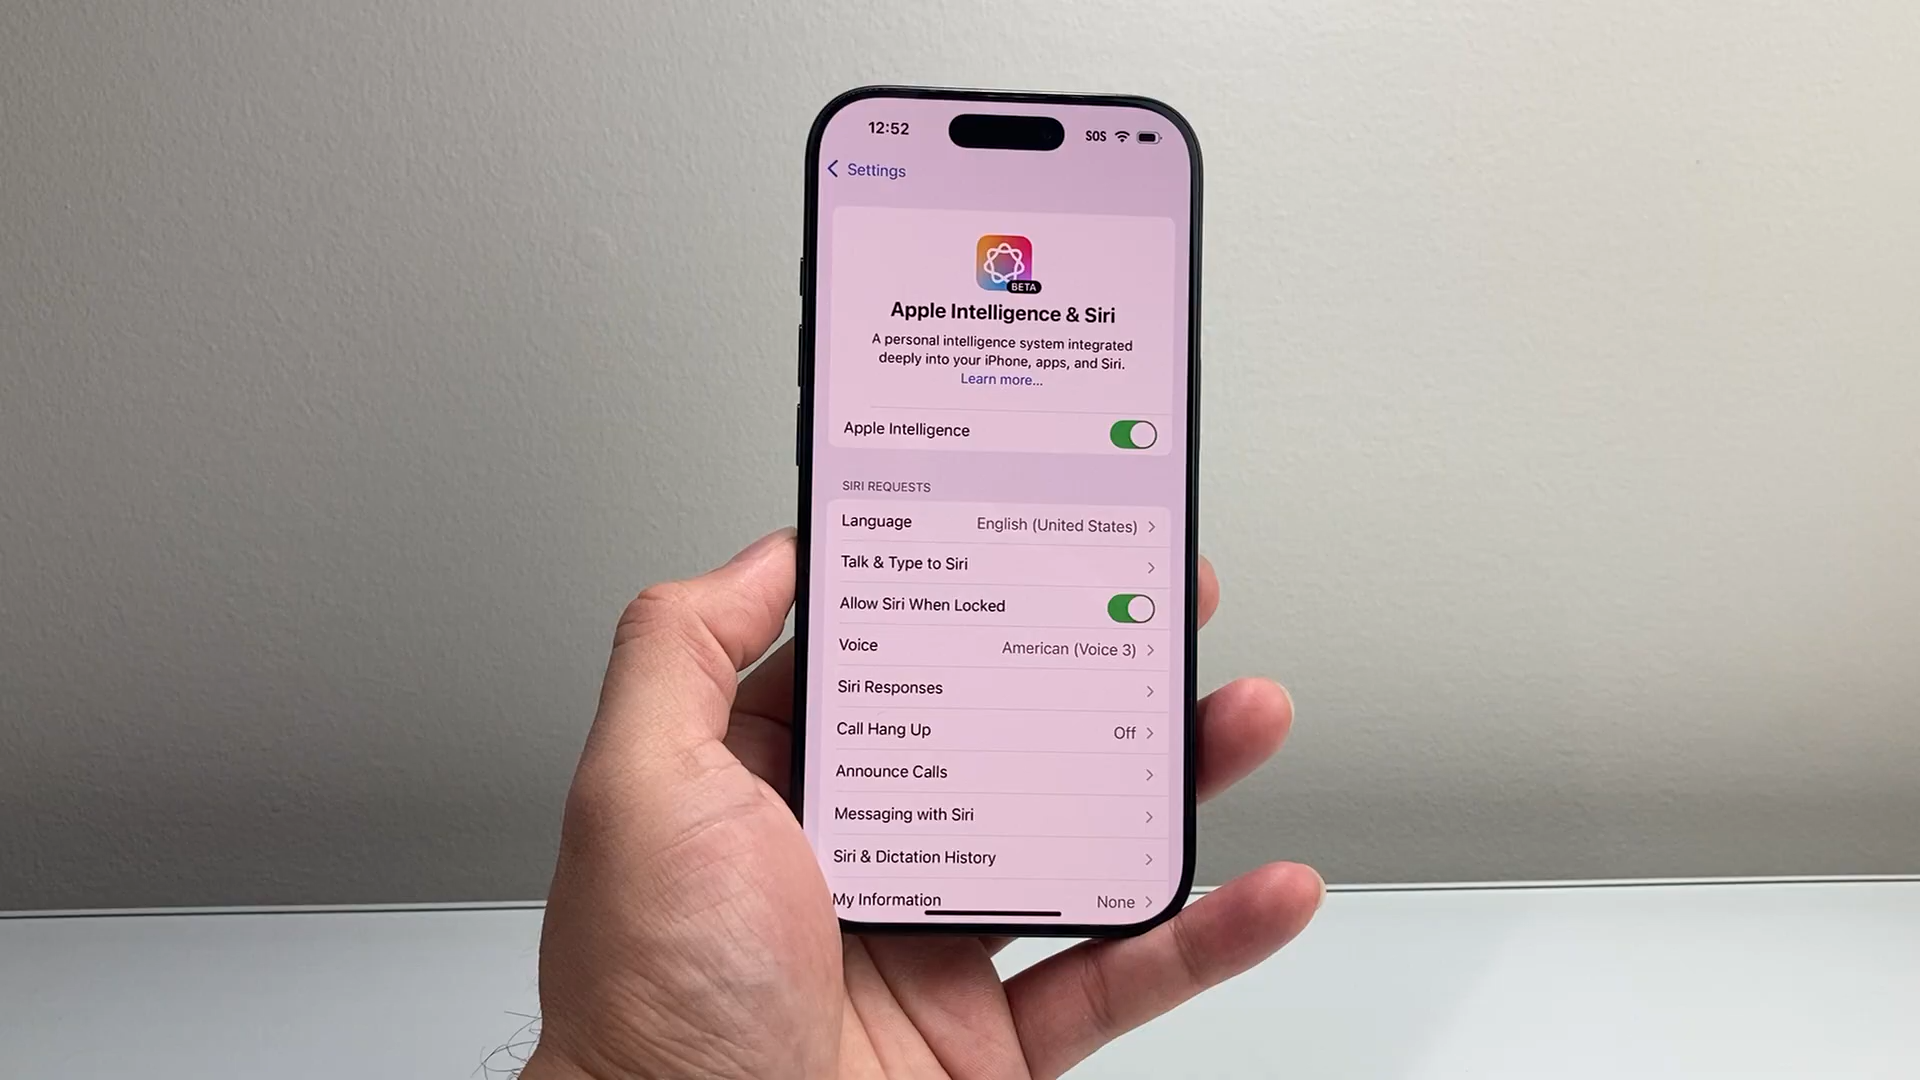 12:52
SOS
Settings
BETA
Apple Intelligence & Siri
A personal intelligence system integrated
deeply into your iPhone, apps, and Siri.
Learn more...
Apple Intelligence
SIRI REQUESTS
Language English (United States)
Talk & Type to Siri
Allow Siri When Locked
Voice American (Voice 3)
Siri Responses
Call Hang Up Off
Announce Calls
Messaging with Siri
Siri & Dictation History
My Information None